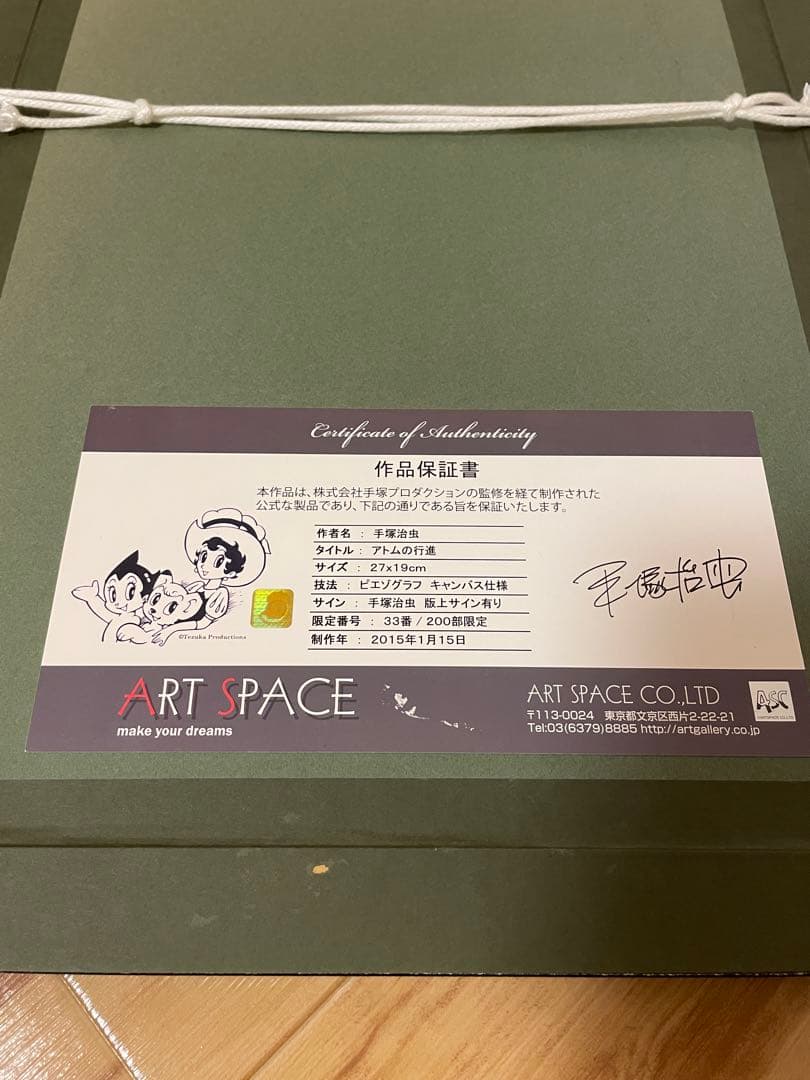 Certificate of Authenticity
作品保証書
本作品は、株式会社手塚プロダクションの監修を経て制作された
公式な製品であり、下記の通りである旨を保証いたします。
作者名 : 手塚治虫
タイトル : アトムの行進
サイズ : 27x19cm
技法 : ピエゾグラフ キャンバス仕様
サイン : 手塚治虫 版上サイン有り
限定番号 : 33番 / 200部限定
制作年 : 2015年1月15日
©Tezuka Productions
手塚治虫
ART SPACE
make your dreams
ART SPACE CO.,LTD
〒113-0024 東京都文京区西片2-22-21
Tel:03(6379)8885 http://artgallery.co.jp
ASC